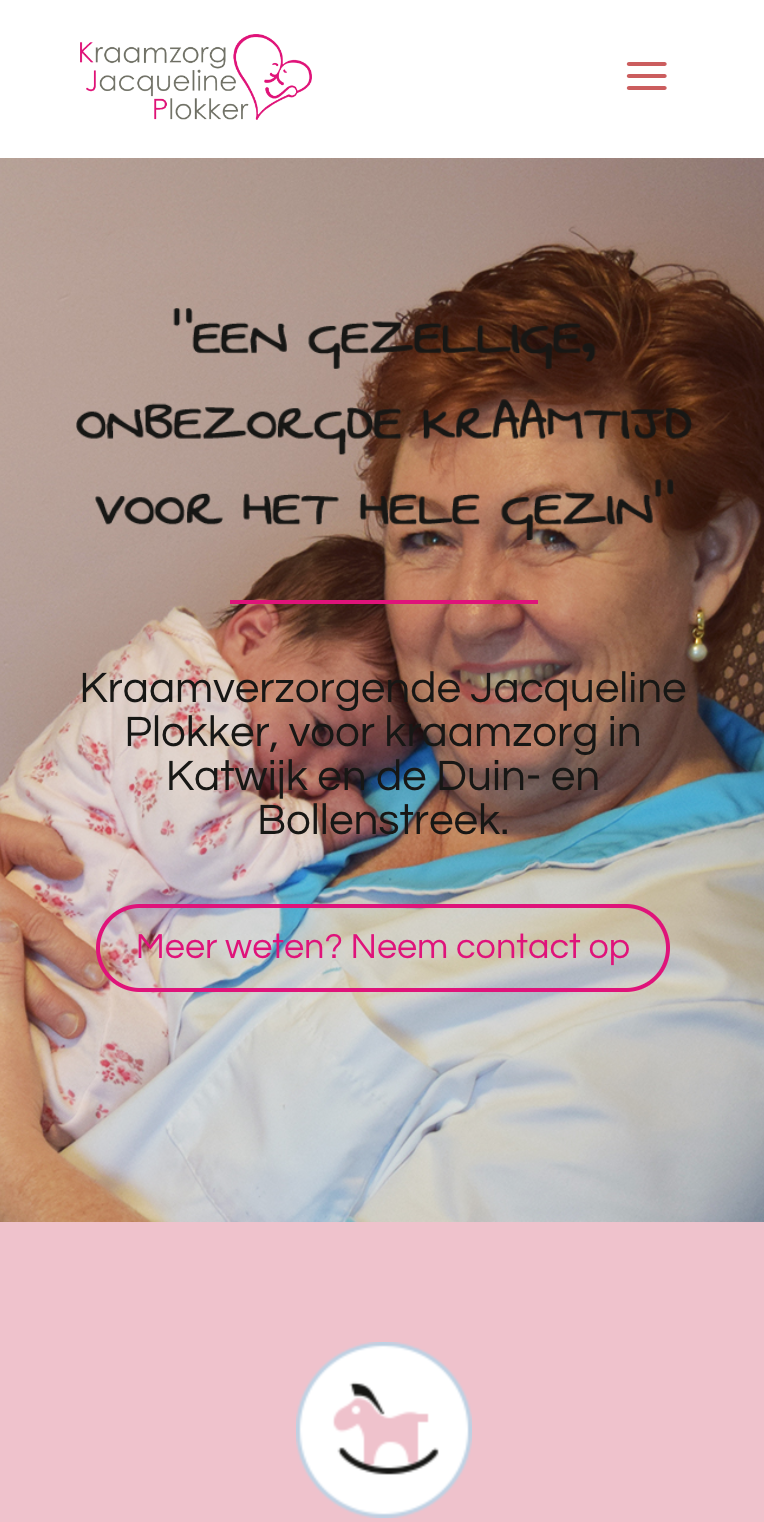 Kraamzorg
Jacqueline
Plokker
"EEN GEZELLIGE,
ONBEZORGDE KRAAMTIJD
VOOR HET HELE GEZIN"
Kraamverzorgende Jacqueline
Plokker, voor kraamzorg in
Katwijk en de Duin- en
Bollenstreek.
Meer weten? Neem contact op